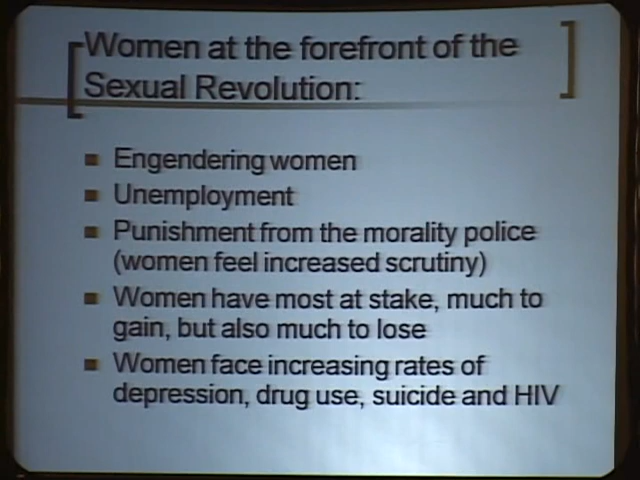 Women at the forefront of the
Sexual Revolution:
Engendering women
Unemployment
Punishment from the morality police
(women feel increased scrutiny)
Women have most at stake, much to
gain, but also much to lose
Women face increasing rates of
depression, drug use, suicide and HIV